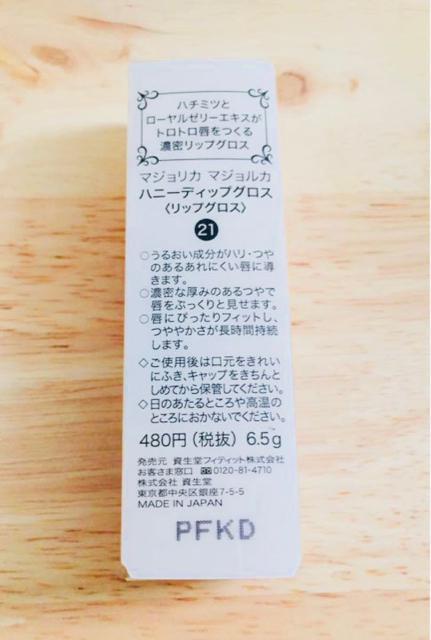 ハチミツと
ローヤルゼリーエキスが
トロトロ唇をつくる
濃密リップグロス
マジョリカ マジョルカ
ハニーディップグロス
〈リップグロス〉
21
○うるおい成分がハリ・つや
のあるあれにくい唇に導
きます。
○濃密な厚みのあるつやで
唇をぷっくりと見せます。
○唇にぴったりフィットし、
つややかさが長時間持続
します。
◇ご使用後は口元をきれい
にふき、キャップをきちんと
しめてから保管してください。
◇日のあたるところや高温の
ところにおかないでください。
480円(税抜) 6.5g
発売元 資生堂フィティット株式会社
お客さま窓口 0120-81-4710
株式会社 資生堂
東京都中央区銀座7-5-5
MADE IN JAPAN
PFKD